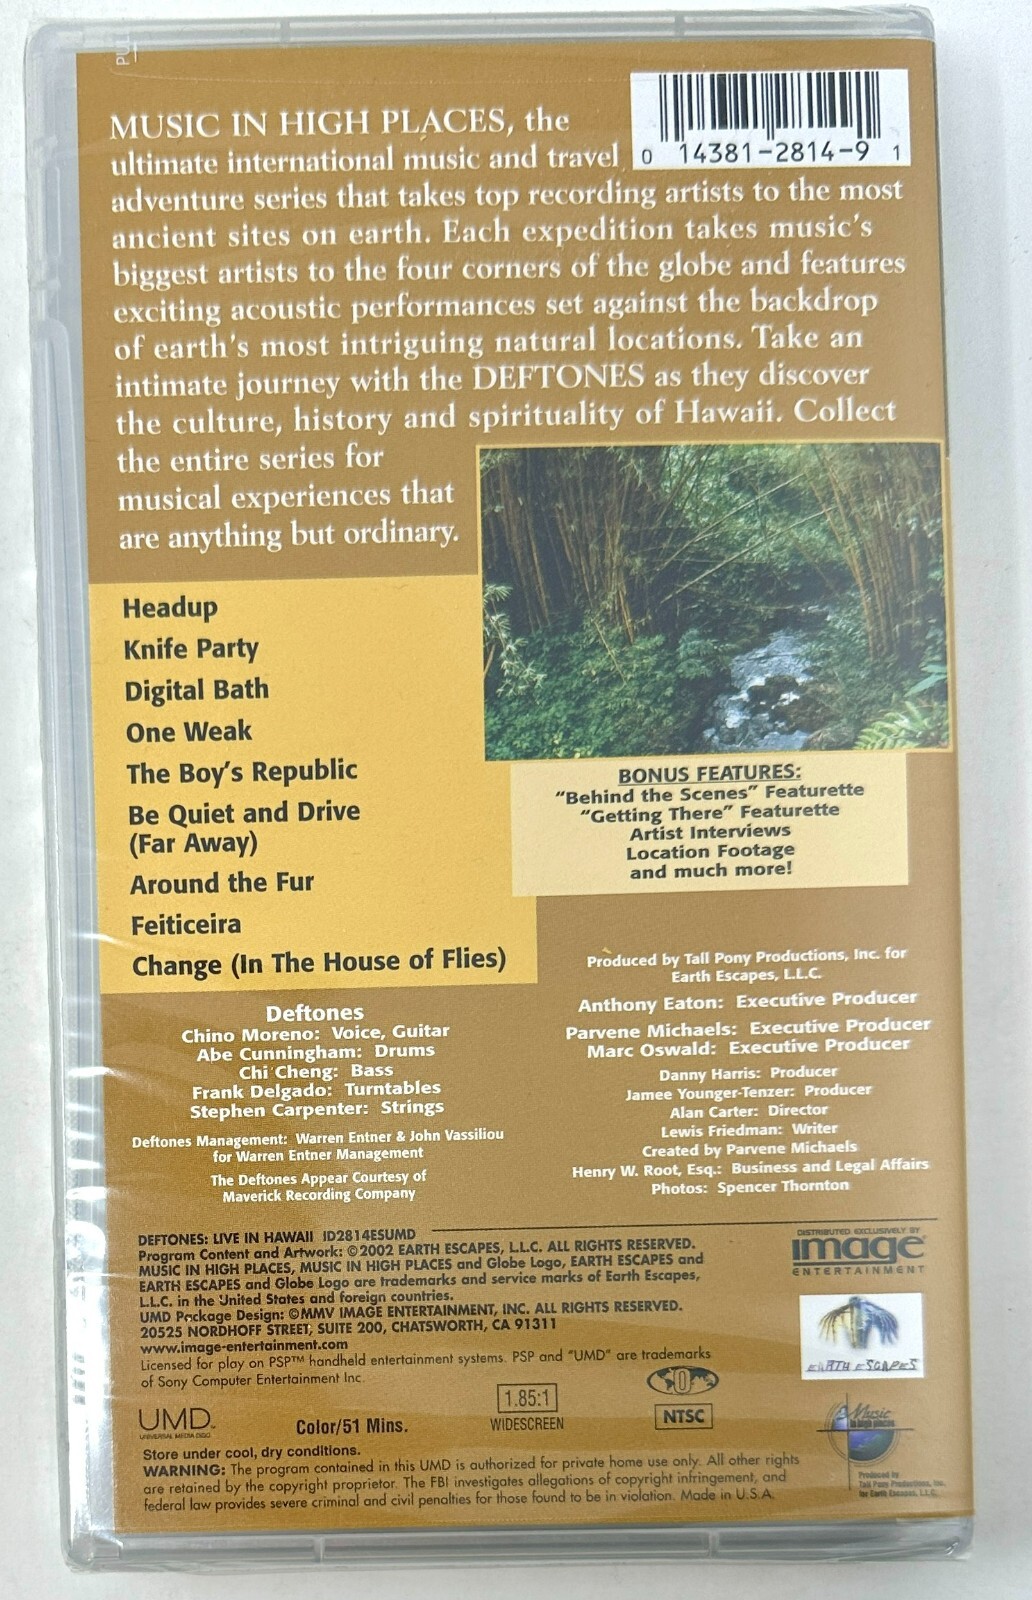 MUSIC IN HIGH PLACES, the
ultimate international music and travel
adventure series that takes top recording artists to the most
ancient sites on earth. Each expedition takes music's
biggest artists to the four corners of the globe and features
exciting acoustic performances set against the backdrop
of earth's most intriguing natural locations. Take an
intimate journey with the DEFTONES as they discover
the culture, history and spirituality of Hawaii. Collect
the entire series for
musical experiences that
are anything but ordinary.
0 14381-2814-9 1
Headup
Knife Party
Digital Bath
One Weak
The Boy's Republic
Be Quiet and Drive
(Far Away)
Around the Fur
Feiticeira
Change (In The House of Flies)
BONUS FEATURES:
"Behind the Scenes" Featurette
"Getting There" Featurette
Artist Interviews
Location Footage
and much more!
Deftones
Chino Moreno: Voice, Guitar
Abe Cunningham: Drums
Chi Cheng: Bass
Frank Delgado: Turntables
Stephen Carpenter: Strings
Deftones Management: Warren Entner & John Vassiliou
for Warren Entner Management
The Deftones Appear Courtesy of
Maverick Recording Company
Produced by Tall Pony Productions, Inc. for
Earth Escapes, L.L.C.
Anthony Eaton: Executive Producer
Parvene Michaels: Executive Producer
Marc Oswald: Executive Producer
Danny Harris: Producer
Jamee Younger-Tenzer: Producer
Alan Carter: Director
Lewis Friedman: Writer
Created by Parvene Michaels
Henry W. Root, Esq.: Business and Legal Affairs
Photos: Spencer Thornton
DEFTONES: LIVE IN HAWAII ID2814ESUMD
Program Content and Artwork: ©2002 EARTH ESCAPES, L.L.C. ALL RIGHTS RESERVED.
MUSIC IN HIGH PLACES, MUSIC IN HIGH PLACES and Globe Logo, EARTH ESCAPES and
EARTH ESCAPES and Globe Logo are trademarks and service marks of Earth Escapes,
L.L.C. in the United States and foreign countries.
UMD Package Design: ©MMV IMAGE ENTERTAINMENT, INC. ALL RIGHTS RESERVED.
20525 NORDHOFF STREET, SUITE 200, CHATSWORTH, CA 91311
www.image-entertainment.com
Licensed for play on PSP™ handheld entertainment systems. PSP and "UMD" are trademarks
of Sony Computer Entertainment Inc.
DISTRIBUTED EXCLUSIVELY BY
image
ENTERTAINMENT
EARTH ESCAPES
UMD™
UNIVERSAL MEDIA DISC
Color/51 Mins.
1.85:1
WIDESCREEN
0
NTSC
Music
in high places
Produced by
Tall Pony Productions, Inc.
for Earth Escapes, L.L.C.
Store under cool, dry conditions.
WARNING: The program contained in this UMD is authorized for private home use only. All other rights
are retained by the copyright proprietor. The FBI investigates allegations of copyright infringement, and
federal law provides severe criminal and civil penalties for those found to be in violation. Made in U.S.A.